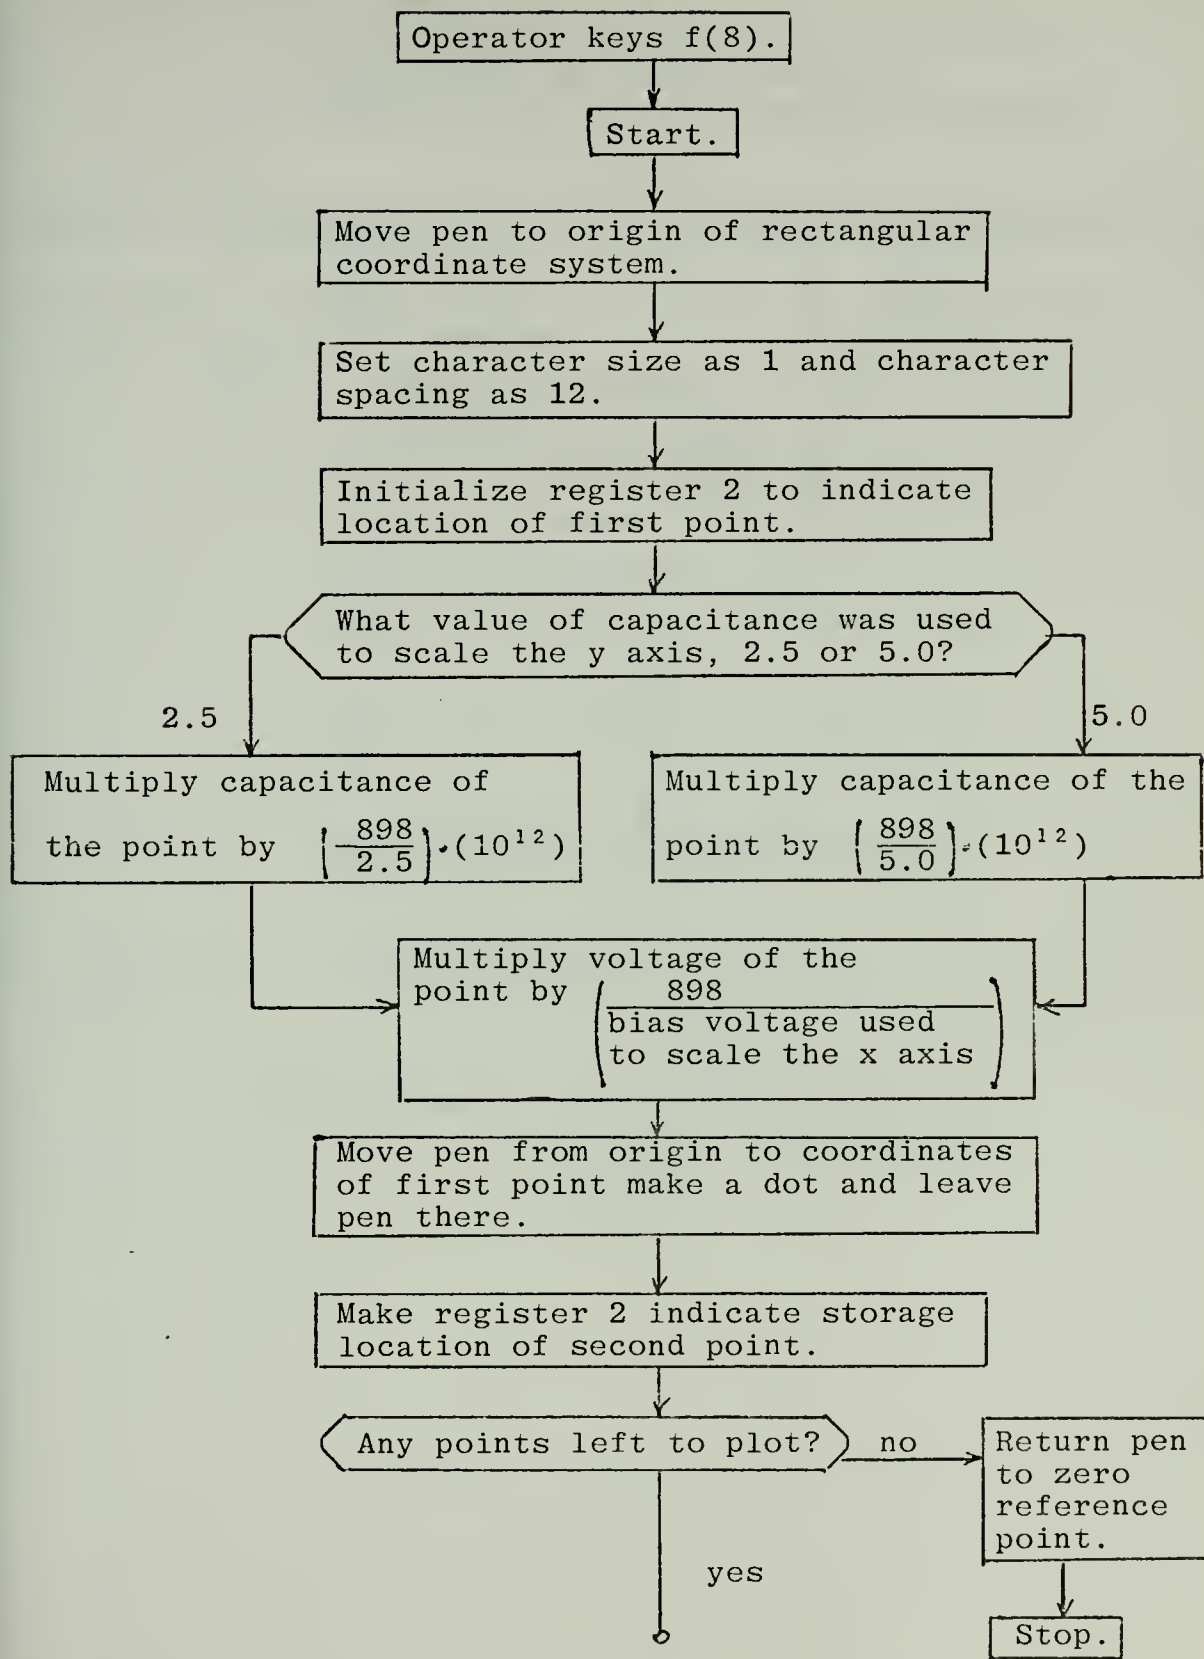 Operator keys f(8).
Start.
Move pen to origin of rectangular
coordinate system.
Set character size as 1 and character
spacing as 12.
Initialize register 2 to indicate
location of first point.
What value of capacitance was used
to scale the y axis, 2.5 or 5.0?
2.5
5.0
Multiply capacitance of
the point by (898/2.5)·(10¹²)
Multiply capacitance of the
point by (898/5.0)·(10¹²)
Multiply voltage of the
point by (898
bias voltage used
to scale the x axis)
Move pen from origin to coordinates
of first point make a dot and leave
pen there.
Make register 2 indicate storage
location of second point.
Any points left to plot?
no
Return pen
to zero
reference
point.
yes
Stop.